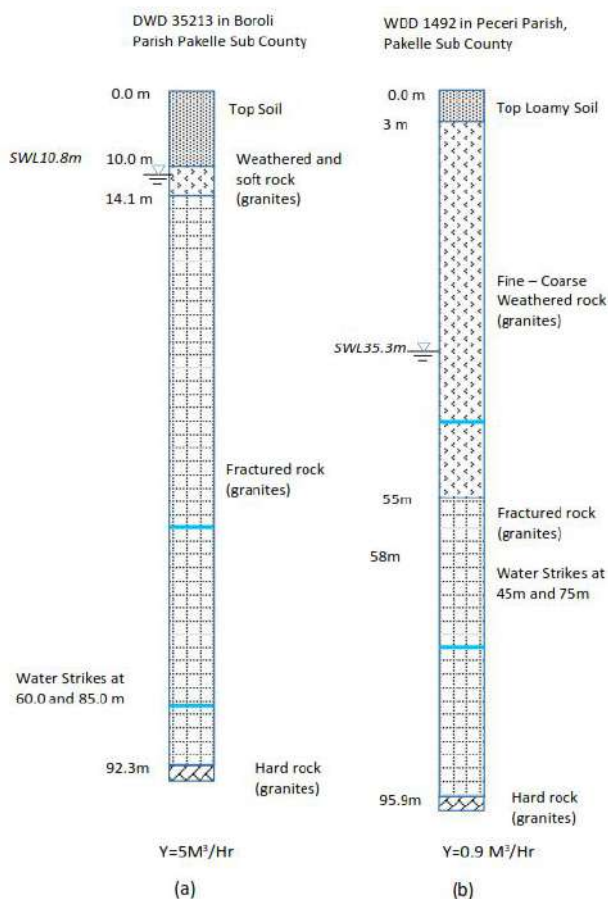 DWD 35213 in Boroli
Parish Pakelle Sub County
0.0 m
Top Soil
SWL10.8m
10.0 m
Weathered and
soft rock
(granites)
14.1 m
Fractured rock
(granites)
Water Strikes at
60.0 and 85.0 m
92.3m
Hard rock
(granites)
Y=5M³/Hr
(a)
WDD 1492 in Peceri Parish,
Pakelle Sub County
0.0 m
Top Loamy Soil
3 m
Fine – Coarse
Weathered rock
(granites)
SWL35.3m
55m
Fractured rock
(granites)
58m
Water Strikes at
45m and 75m
95.9m
Hard rock
(granites)
Y=0.9 M³/Hr
(b)